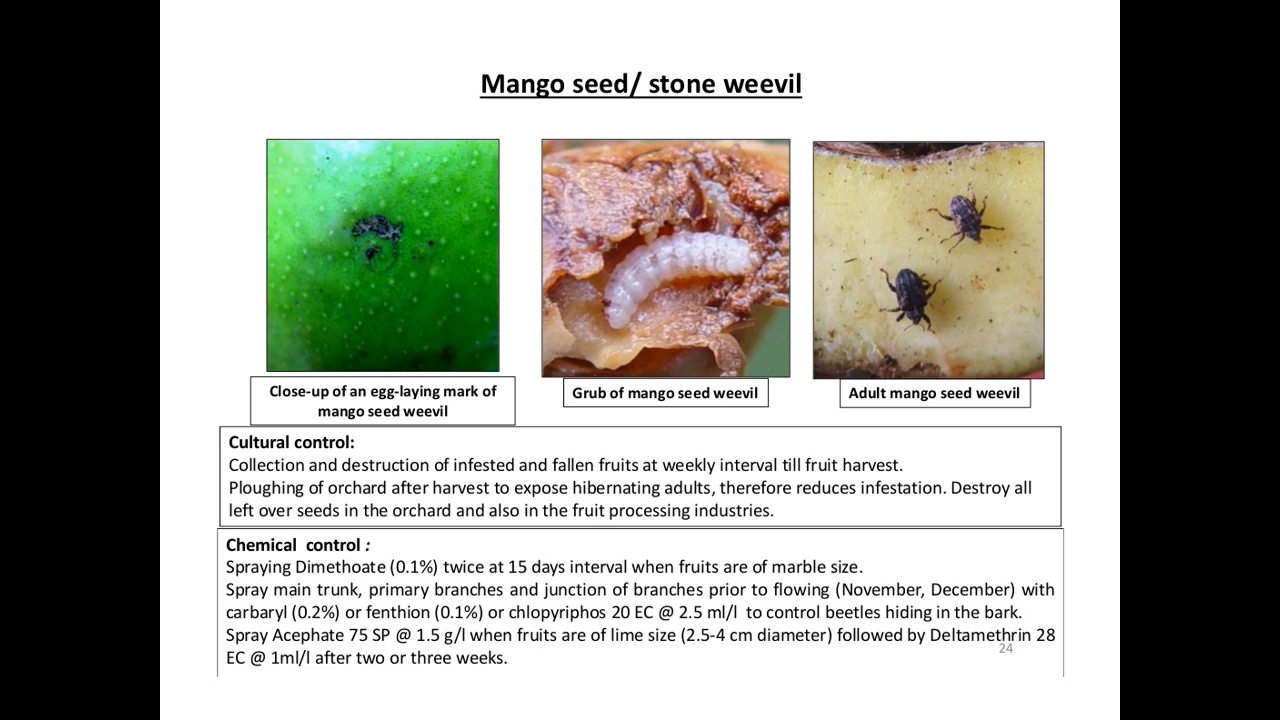 Mango seed/ stone weevil
Close-up of an egg-laying mark of
mango seed weevil
Grub of mango seed weevil
Adult mango seed weevil
Cultural control:
Collection and destruction of infested and fallen fruits at weekly interval till fruit harvest.
Ploughing of orchard after harvest to expose hibernating adults, therefore reduces infestation. Destroy all
left over seeds in the orchard and also in the fruit processing industries.
Chemical control :
Spraying Dimethoate (0.1%) twice at 15 days interval when fruits are of marble size.
Spray main trunk, primary branches and junction of branches prior to flowing (November, December) with
carbaryl (0.2%) or fenthion (0.1%) or chlopyriphos 20 EC @ 2.5 ml/l to control beetles hiding in the bark.
Spray Acephate 75 SP @ 1.5 g/l when fruits are of lime size (2.5-4 cm diameter) followed by Deltamethrin 28
EC @ 1ml/l after two or three weeks.
24